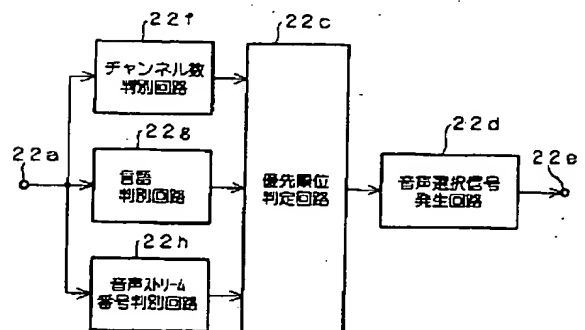 22f
22c
チャンネル数
判別回路
22g
22d
22a
22e
言語
判別回路
優先順位
判定回路
音声選択信号
発生回路
22h
音声ストリーム
番号判別回路